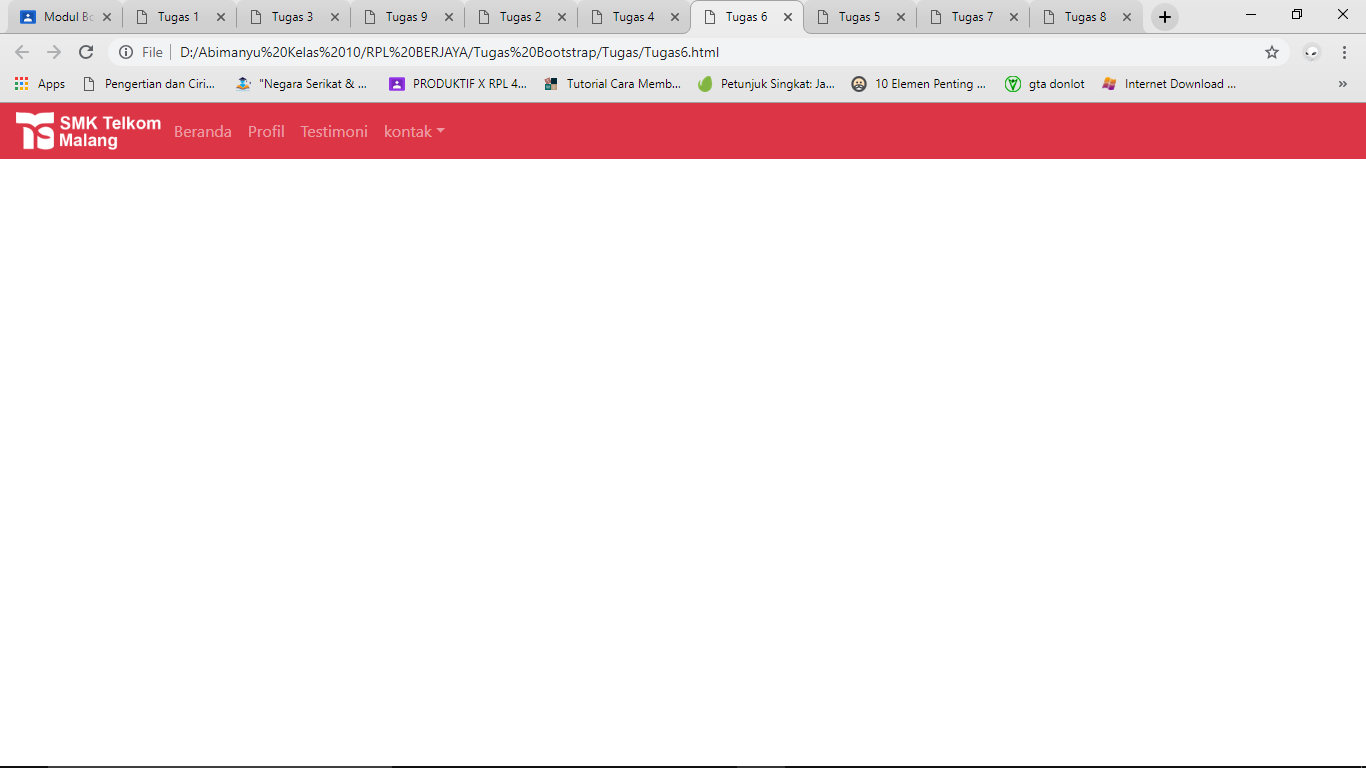 Modul Bo
Tugas 1
Tugas 3
Tugas 9
Tugas 2
Tugas 4
Tugas 6
Tugas 5
Tugas 7
Tugas 8
File
D:/Abimanyu%20Kelas%2010/RPL%20BERJAYA/Tugas%20Bootstrap/Tugas/Tugas6.html
Apps
Pengertian dan Ciri...
"Negara Serikat & ...
PRODUKTIF X RPL 4...
Tutorial Cara Memb...
Petunjuk Singkat: Ja...
10 Elemen Penting ...
gta donlot
Internet Download ...
»
SMK Telkom
Malang
Beranda
Profil
Testimoni
kontak